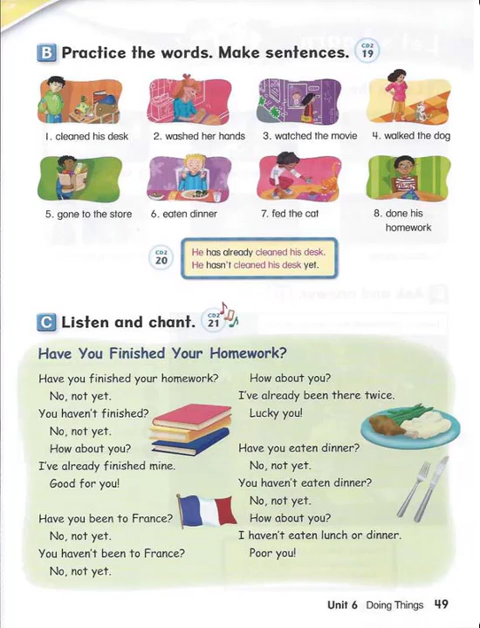 B Practice the words. Make sentences. CD2 19
1. cleaned his desk
2. washed her hands
3. watched the movie
4. walked the dog
5. gone to the store
6. eaten dinner
7. fed the cat
8. done his
homework
CD2 20
He has already cleaned his desk.
He hasn't cleaned his desk yet.
C Listen and chant. CD2 21
Have You Finished Your Homework?
Have you finished your homework?
No, not yet.
You haven't finished?
No, not yet.
How about you?
I've already finished mine.
Good for you!
Have you been to France?
No, not yet.
You haven't been to France?
No, not yet.
How about you?
I've already been there twice.
Lucky you!
Have you eaten dinner?
No, not yet.
You haven't eaten dinner?
No, not yet.
How about you?
I haven't eaten lunch or dinner.
Poor you!
Unit 6 Doing Things 49